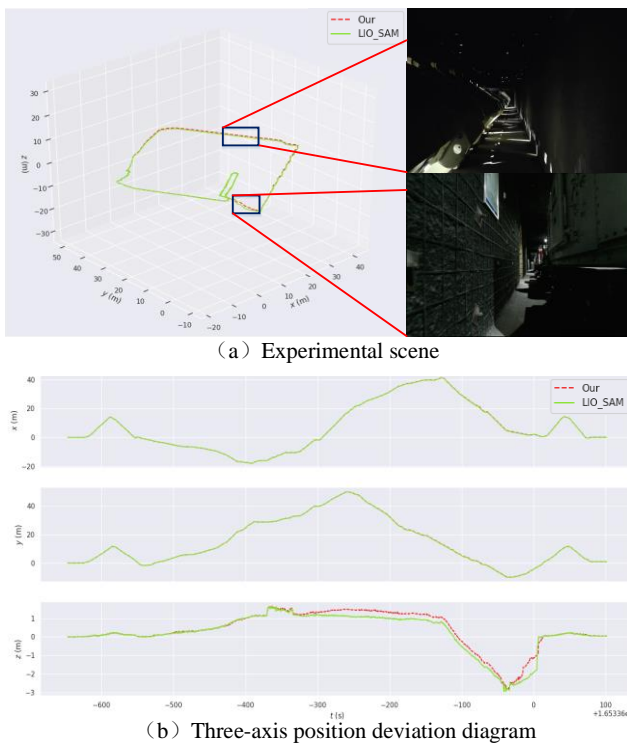 Our
LIO_SAM
z (m)
30
20
10
0
−10
−20
−30
50
40
30
20
10
0
−10
y (m)
−20
−10
0
10
20
30
40
x (m)
（a）Experimental scene
Our
LIO_SAM
x (m)
40
20
0
−20
y (m)
40
20
0
z (m)
1
0
−1
−2
−3
−600
−500
−400
−300
−200
−100
0
100
t (s)
+1.65336e
（b）Three-axis position deviation diagram